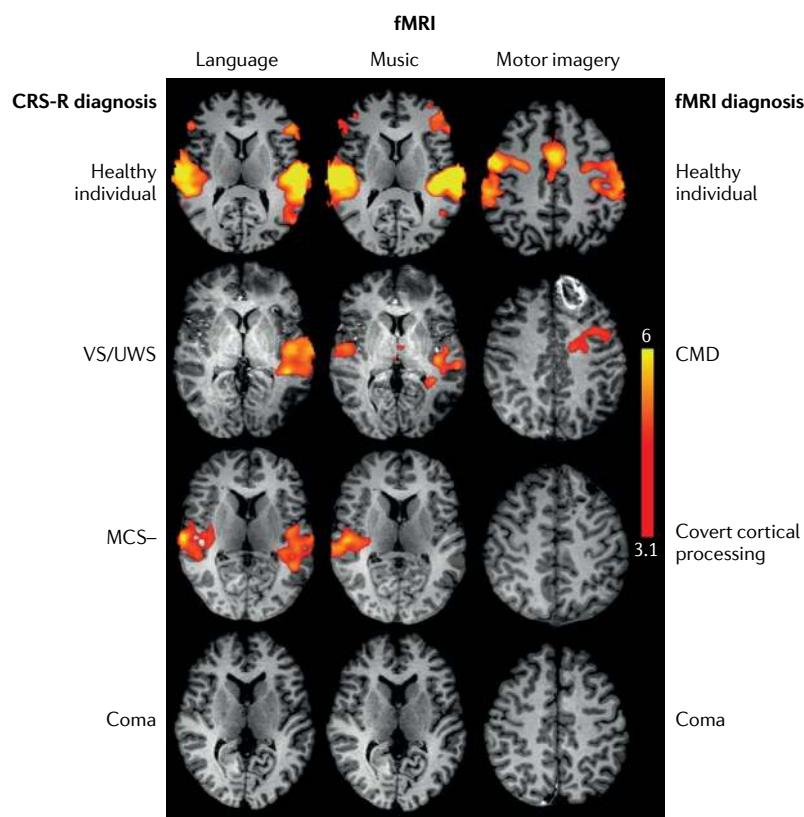 fMRI
Language Music Motor imagery
CRS-R diagnosis fMRI diagnosis
Healthy Healthy
individual individual
6
VS/UWS CMD
MCS– Covert cortical
processing
3.1
Coma Coma